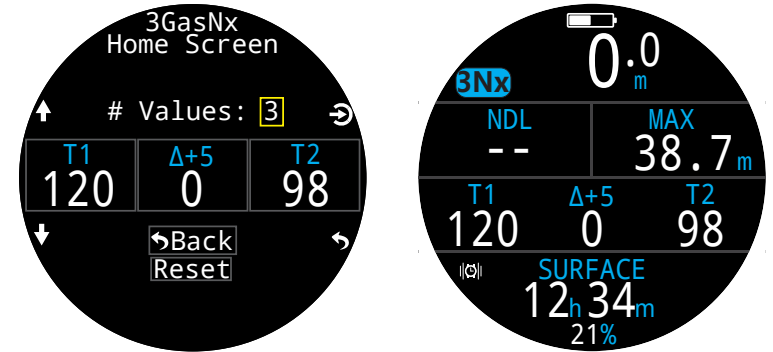 3GasNx
Home Screen
# Values: 3
T1 Δ+5 T2
120 0 98
Back
Reset
0.0
m
3Nx
NDL MAX
-- 38.7m
T1 Δ+5 T2
120 0 98
SURFACE
12h34m
21%